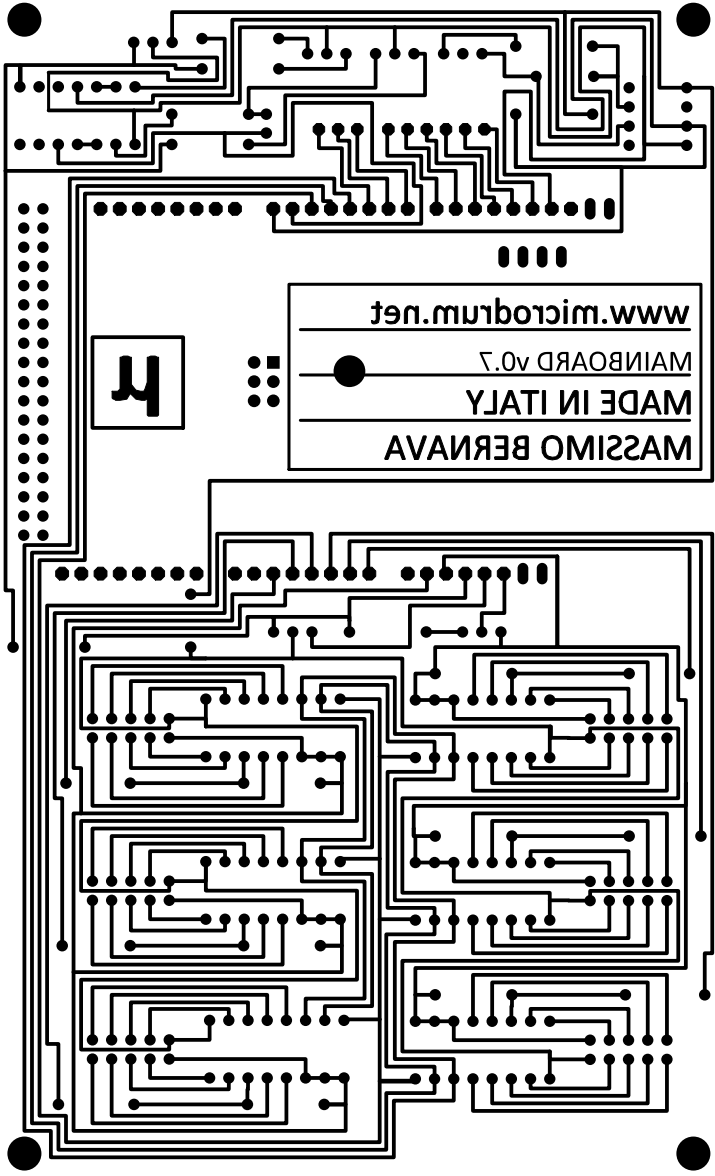 www.microdrum.net
MAINBOARD v0.7
MADE IN ITALY
MASSIMO BERNAVA
µ